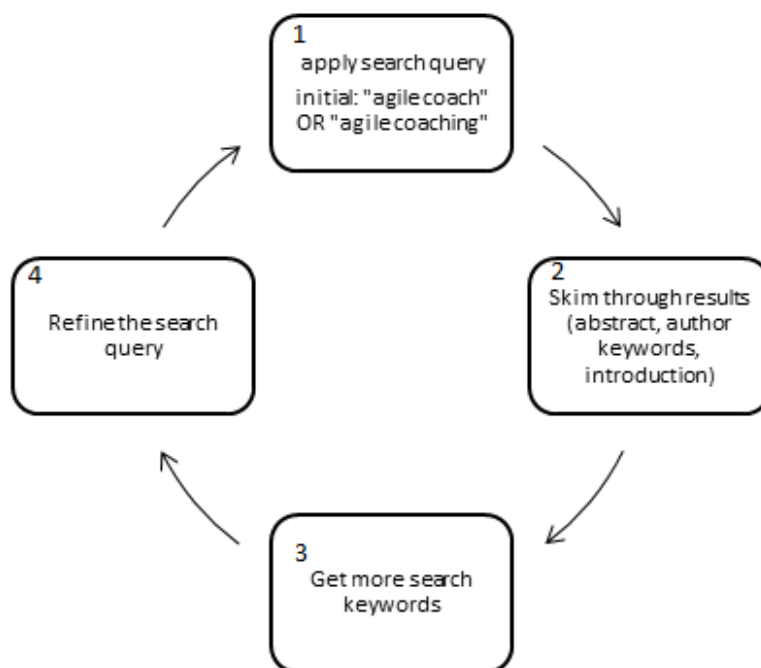 1
apply search query
initial: "agile coach"
OR "agile coaching"
2
Skim through results
(abstract, author
keywords,
introduction)
3
Get more search
keywords
4
Refine the search
query